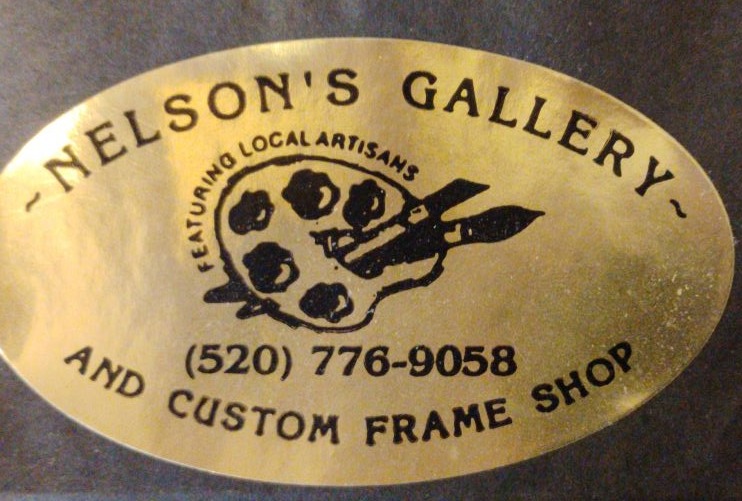 ~NELSON'S GALLERY~
FEATURING LOCAL ARTISANS
(520) 776-9058
AND CUSTOM FRAME SHOP